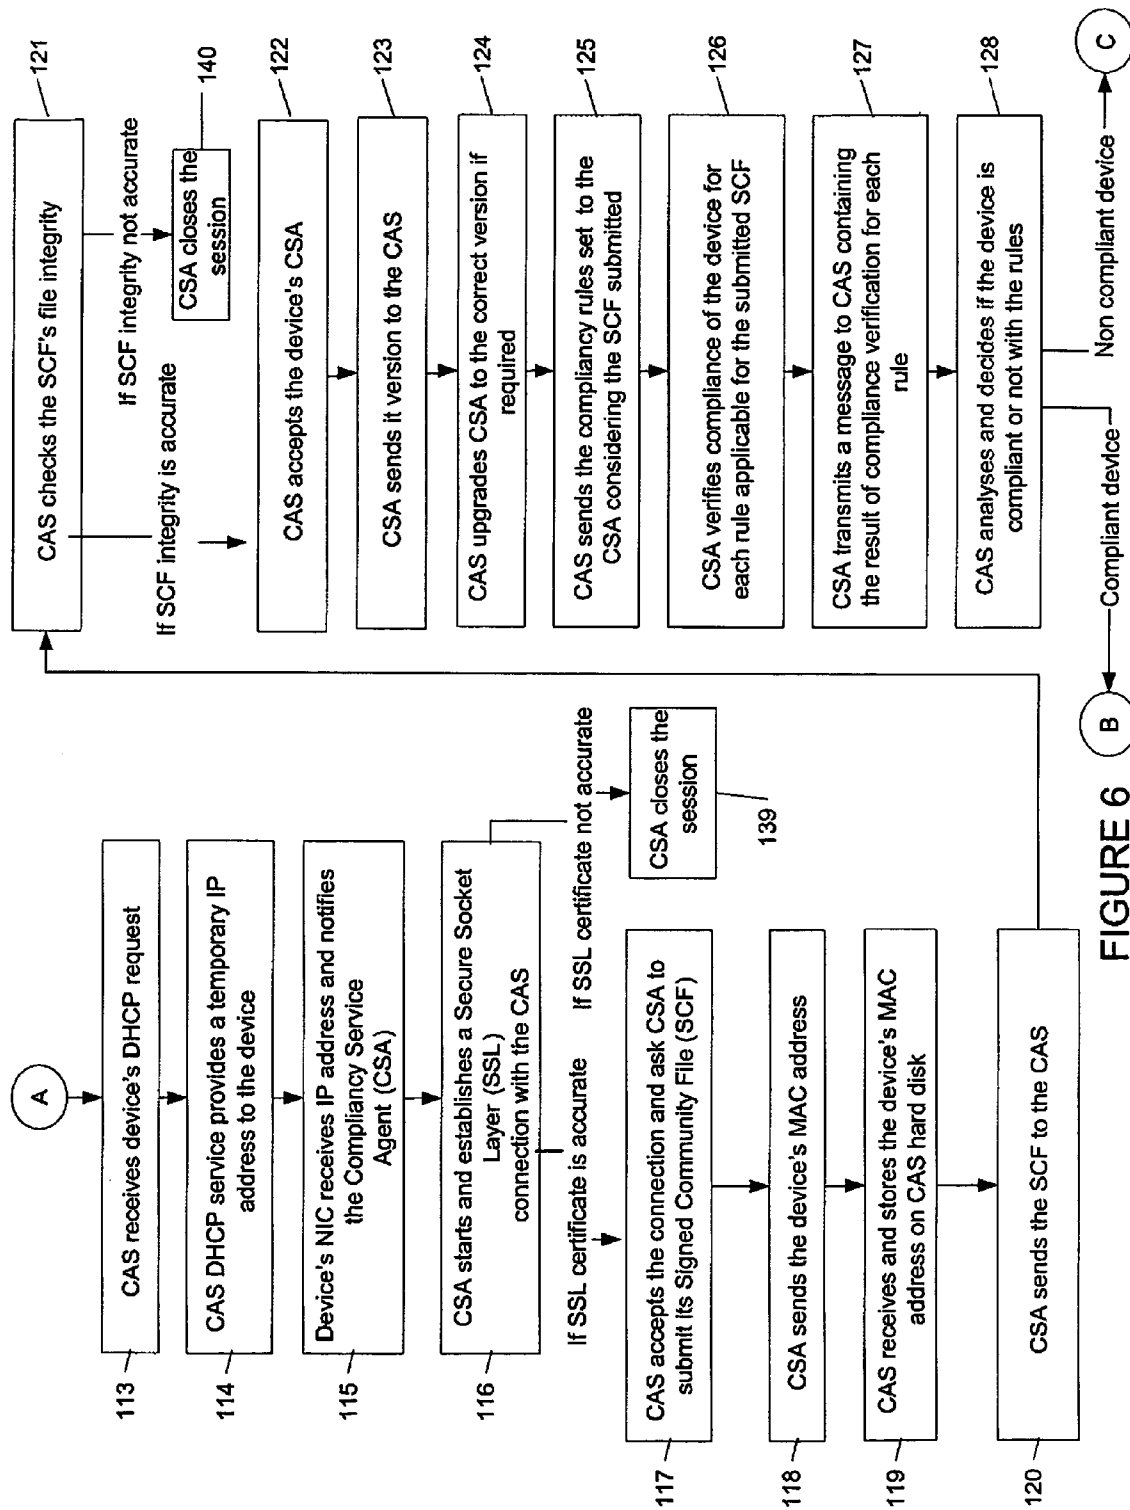 A
CAS receives device's DHCP request
113
CAS DHCP service provides a temporary IP
address to the device
114
Device's NIC receives IP address and notifies
the Compliancy Service
Agent (CSA)
115
CSA starts and establishes a Secure Socket
Layer (SSL)
connection with the CAS
116
If SSL certificate is accurate
If SSL certificate not accurate
CSA closes the
session
139
CAS accepts the connection and ask CSA to
submit its Signed Community File (SCF)
117
CSA sends the device's MAC address
118
CAS receives and stores the device's MAC
address on CAS hard disk
119
CSA sends the SCF to the CAS
120
CAS checks the SCF's file integrity
121
If SCF integrity is accurate
If SCF integrity not accurate
CSA closes the
session
140
CAS accepts the device's CSA
122
CSA sends it version to the CAS
123
CAS upgrades CSA to the correct version if
required
124
CAS sends the compliancy rules set to the
CSA considering the SCF submitted
125
CSA verifies compliance of the device for
each rule applicable for the submitted SCF
126
CSA transmits a message to CAS containing
the result of compliance verification for each
rule
127
CAS analyses and decides if the device is
compliant or not with the rules
128
Compliant device
Non compliant device
B
C
FIGURE 6